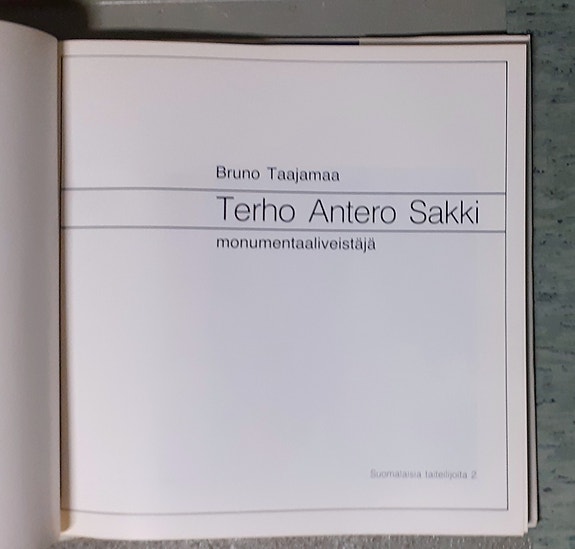 Bruno Taajamaa
Terho Antero Sakki
monumentaaliveistäjä
Suomalaisia taiteilijoita 2